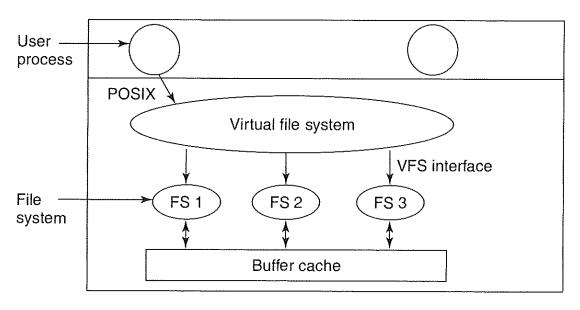 User
process
POSIX
Virtual file system
VFS interface
File
system
FS 1
FS 2
FS 3
Buffer cache